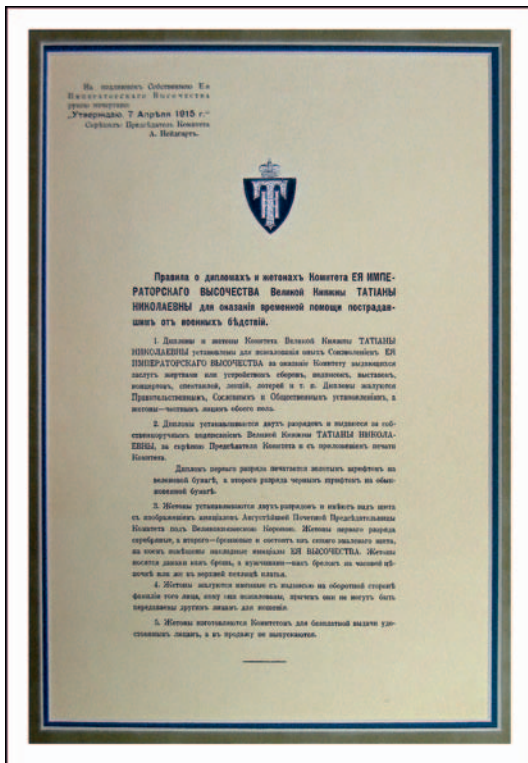 На подлинномъ Собственною Ея
Императорскаго Высочества
рукою начертано:
„Утверждаю. 7 Апрѣля 1915 г.“
Скрѣпилъ: Предсѣдатель Комитета
А. Нейдгартъ.
Правила о дипломахъ и жетонахъ Комитета ЕЯ ИМПЕ-
РАТОРСКАГО ВЫСОЧЕСТВА Великой Княжны ТАТІАНЫ
НИКОЛАЕВНЫ для оказанія временной помощи пострадав-
шимъ отъ военныхъ бѣдствій.
1. Дипломы и жетоны Комитета Великой Княжны ТАТІАНЫ
НИКОЛАЕВНЫ установлены для пожалованія оныхъ Соизволеніемъ ЕЯ
ИМПЕРАТОРСКАГО ВЫСОЧЕСТВА за оказаніе Комитету выдающихся
заслугъ жертвами или устройствомъ сборовъ, подписокъ, выставокъ,
концертовъ, спектаклей, лекцій, лотерей и т. п. Дипломы жалуются
Правительственнымъ, Сословнымъ и Общественнымъ установленіямъ, а
жетоны—частнымъ лицамъ обоего пола.
2. Дипломы устанавливаются двухъ разрядовъ и выдаются за соб-
ственноручнымъ подписаніемъ Великой Княжны ТАТІАНЫ НИКОЛА-
ЕВНЫ, за скрѣпою Предсѣдателя Комитета и съ приложеніемъ печати
Комитета.
Дипломъ перваго разряда печатается золотымъ шрифтомъ на
веленевой бумагѣ, а второго разряда чернымъ шрифтомъ на обык-
новенной бумагѣ.
3. Жетоны устанавливаются двухъ разрядовъ и имѣютъ видъ щита
съ изображеніемъ иниціаловъ Августѣйшей Почетной Предсѣдательницы
Комитета подъ Великокняжескою Короною. Жетоны перваго разряда
серебряные, а второго—бронзовые и состоятъ изъ синяго эмалеваго щита,
на коемъ помѣщены накладные иниціалы ЕЯ ВЫСОЧЕСТВА. Жетоны
носятся дамами какъ брошь, а мужчинами—какъ брелокъ на часовой цѣ-
почкѣ или же въ верхней петлицѣ платья.
4. Жетоны жалуются именные съ надписью на оборотной сторонѣ
фамиліи того лица, кому они пожалованы, причемъ они не могутъ быть
передаваемы другимъ лицамъ для ношенія.
5. Жетоны изготовляются Комитетомъ для безплатной выдачи удо-
стоеннымъ лицамъ, а въ продажу не выпускаются.